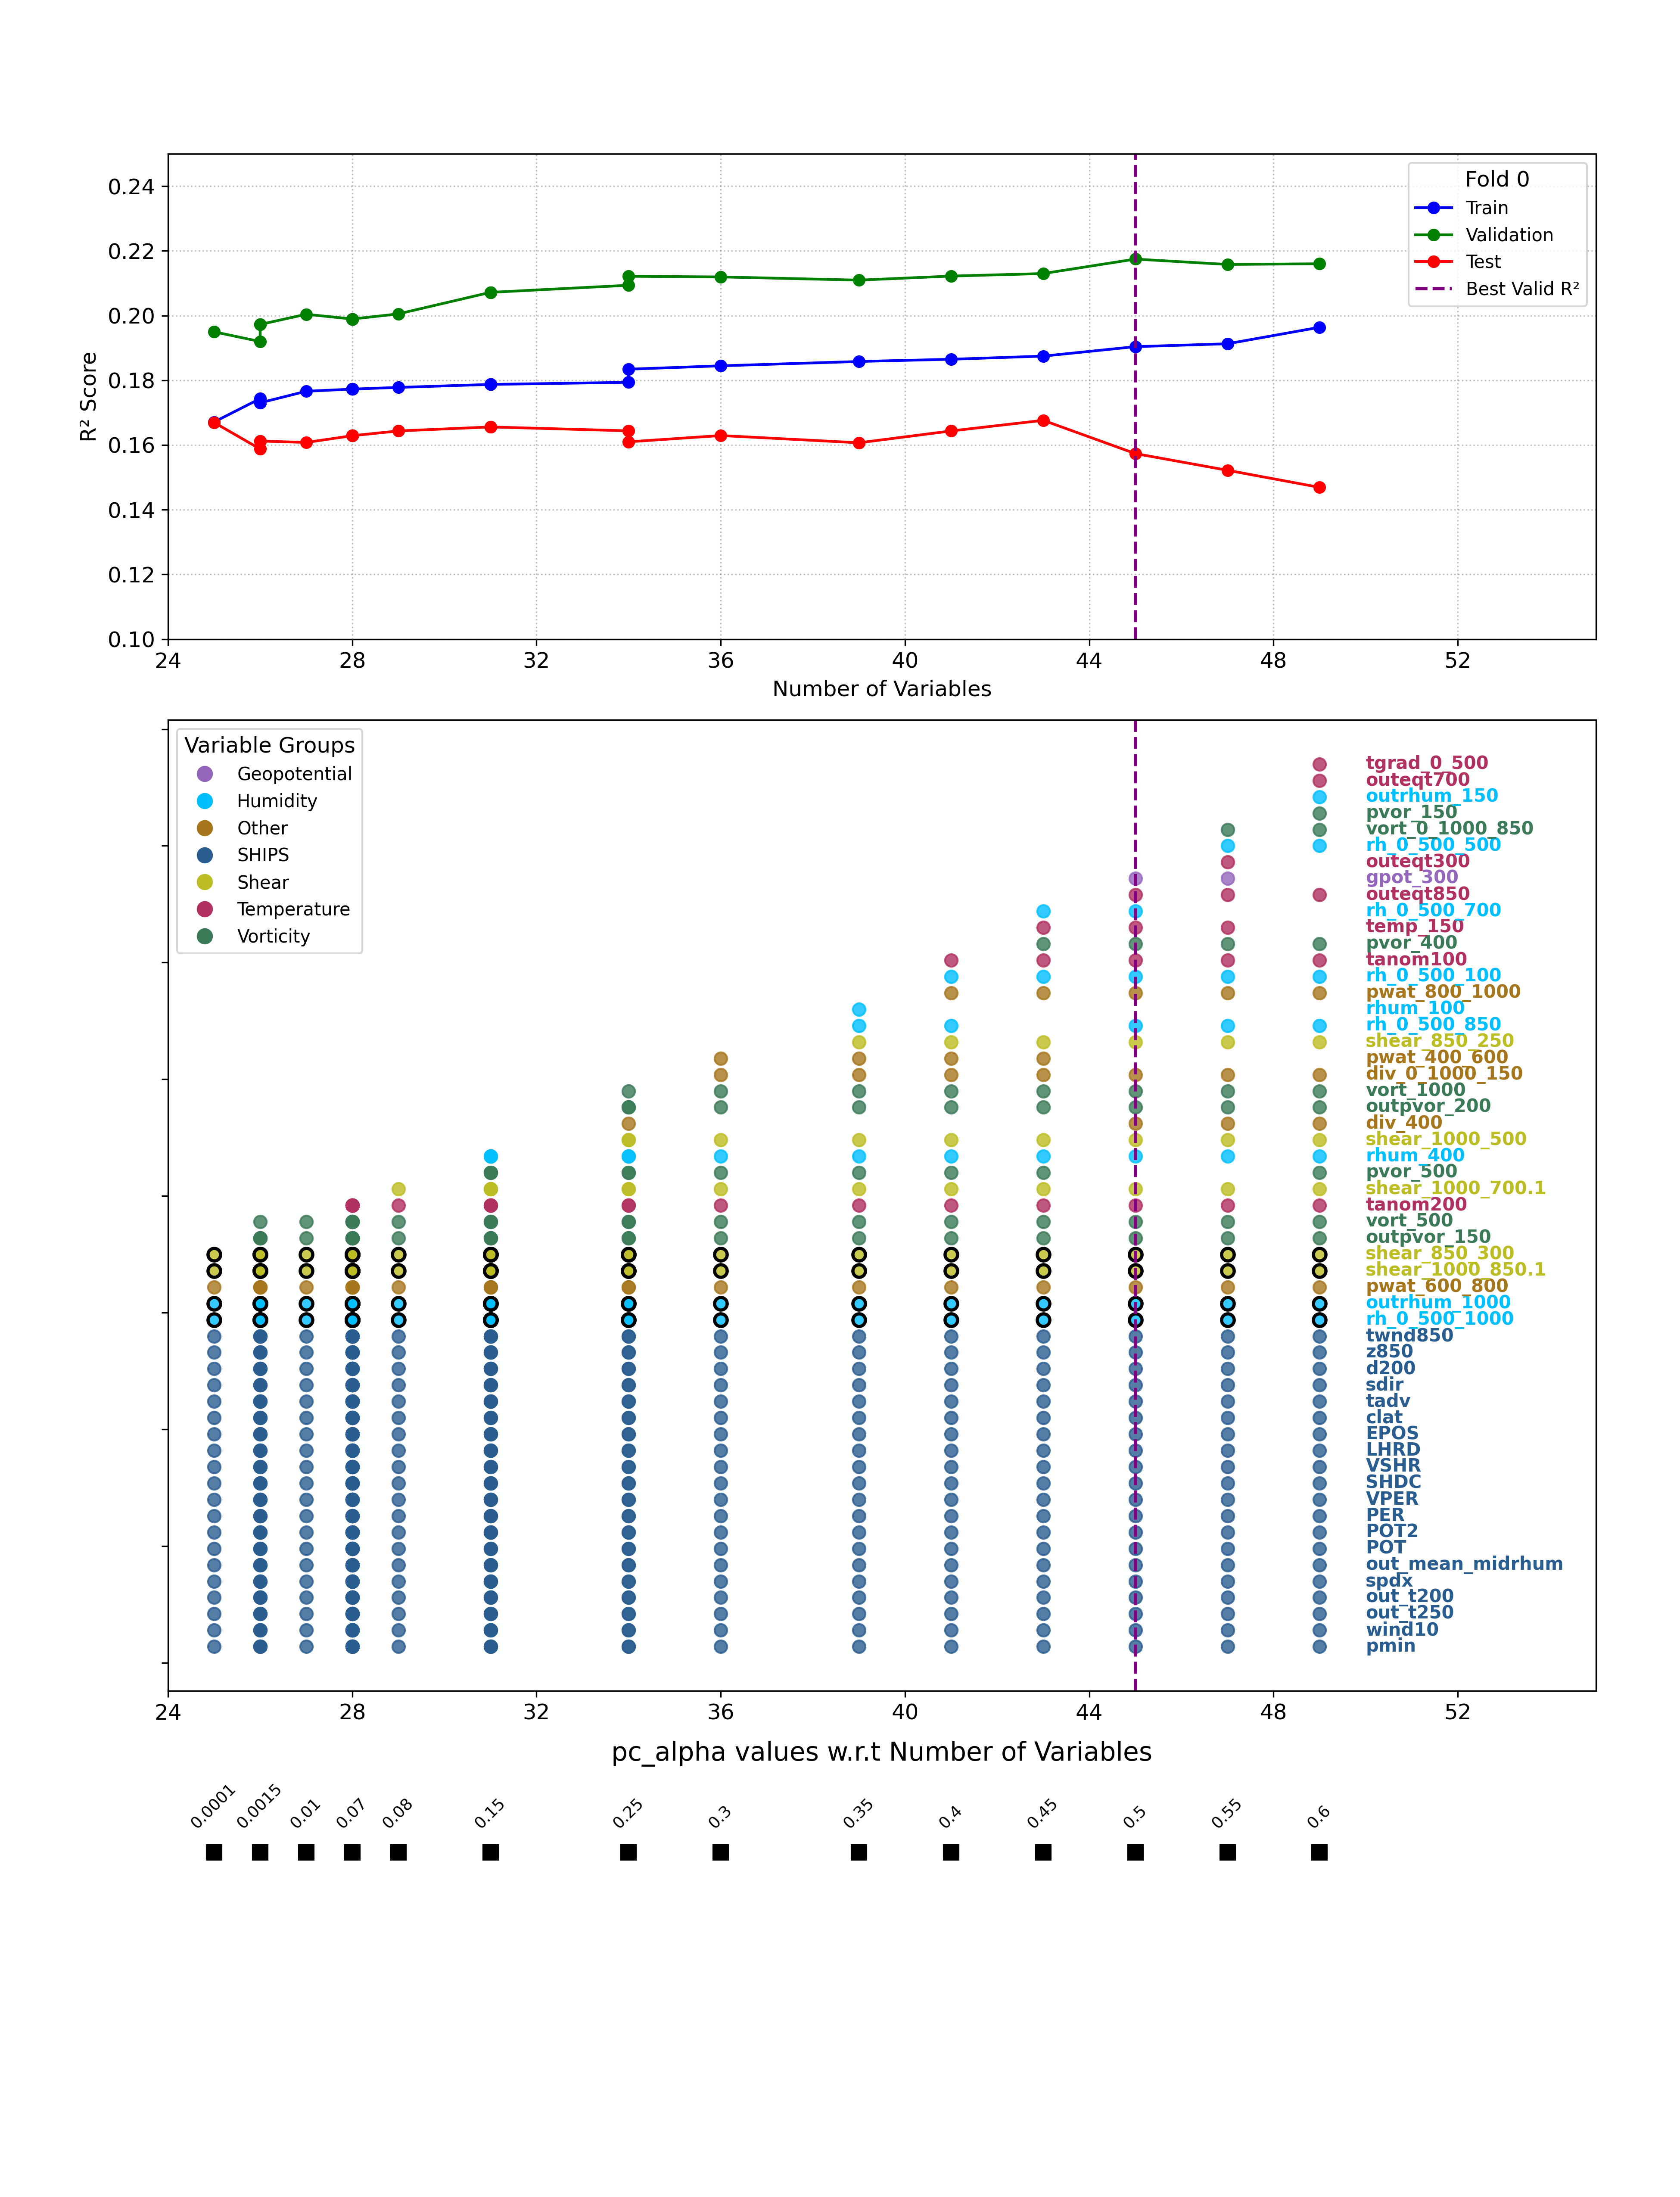 0.24
0.22
0.20
0.18
0.16
0.14
0.12
0.10
R² Score
Fold 0
Train
Validation
Test
Best Valid R²
24 28 32 36 40 44 48 52
Number of Variables
Variable Groups
Geopotential
Humidity
Other
SHIPS
Shear
Temperature
Vorticity
tgrad_0_500
outeqt700
outrhum_150
pvor_150
vort_0_1000_850
rh_0_500_500
outeqt300
gpot_300
outeqt850
rh_0_500_700
temp_150
pvor_400
tanom100
rh_0_500_100
pwat_800_1000
rhum_100
rh_0_500_850
shear_850_250
pwat_400_600
div_0_1000_150
vort_1000
outpvor_200
div_400
shear_1000_500
rhum_400
pvor_500
shear_1000_700.1
tanom200
vort_500
outpvor_150
shear_850_300
shear_1000_850.1
pwat_600_800
outrhum_1000
rh_0_500_1000
twnd850
z850
d200
sdir
tadv
clat
EPOS
LHRD
VSHR
SHDC
VPER
PER
POT2
POT
out_mean_midrhum
spdx
out_t200
out_t250
wind10
pmin
24 28 32 36 40 44 48 52
pc_alpha values w.r.t Number of Variables
0.0001 0.0015 0.01 0.07 0.08 0.15 0.25 0.3 0.35 0.4 0.45 0.5 0.55 0.6